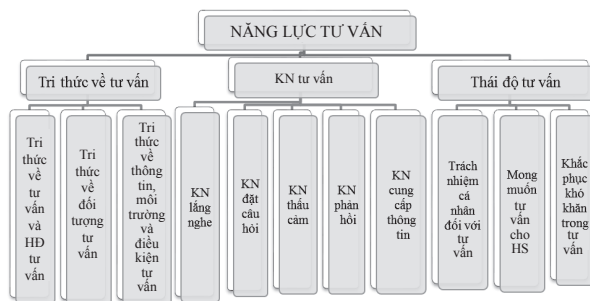 NĂNG LỰC TƯ VẤN
Tri thức về tư vấn
KN tư vấn
Thái độ tư vấn
Tri
thức
về
tư
vấn
và
HĐ
tư
vấn
Tri
thức
về
đối
tượng
tư
vấn
Tri
thức
về
thông
tin,
môi
trường
và
điều
kiện
tư
vấn
KN
lắng
nghe
KN
đặt
câu
hỏi
KN
thấu
cảm
KN
phản
hồi
KN
cung
cấp
thông
tin
Trách
nhiệm
cá
nhân
đối với
tư
vấn
Mong
muốn
tư
vấn
cho
HS
Khắc
phục
khó
khăn
trong
tư
vấn